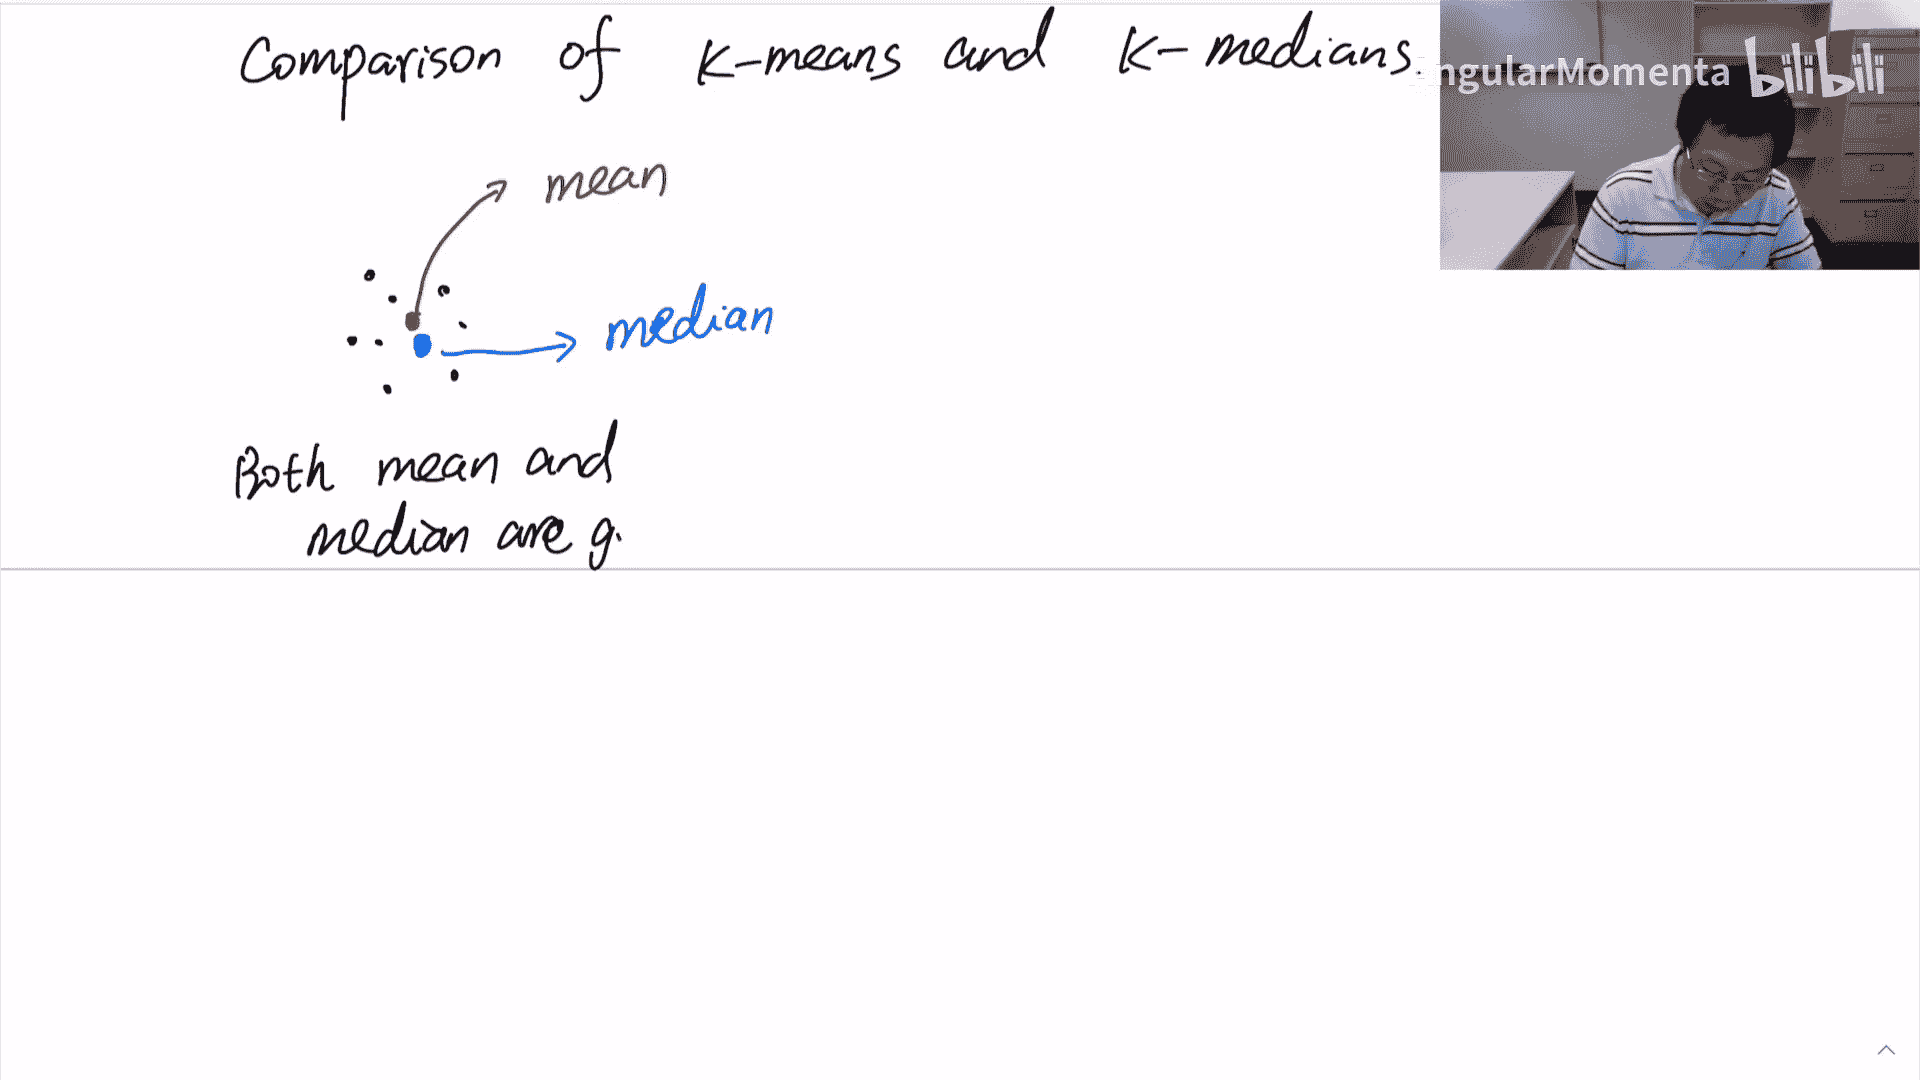 Comparison of K-means and K-medians.
ngularMomenta bilibili
mean
median
Both mean and
median are g